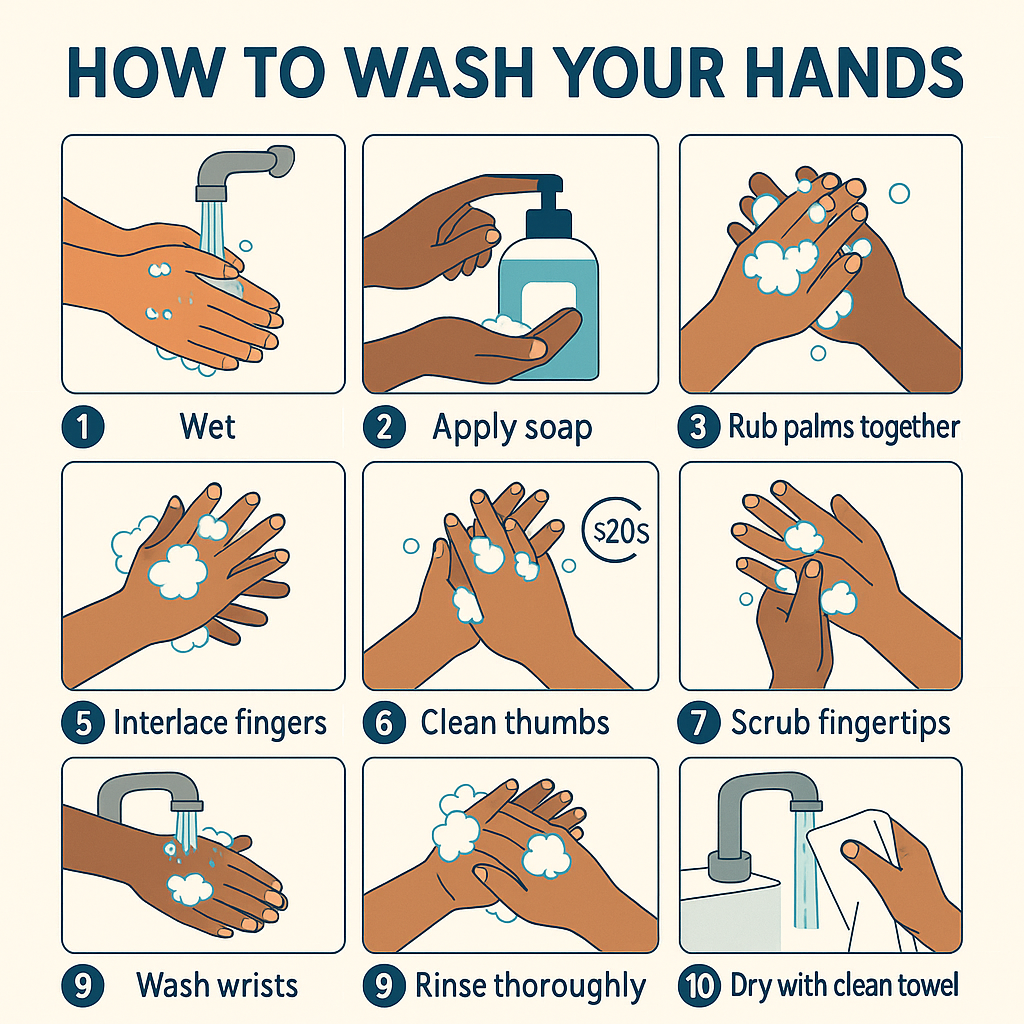 HOW TO WASH YOUR HANDS
1 Wet
2 Apply soap
3 Rub palms together
s20s
5 Interlace fingers
6 Clean thumbs
7 Scrub fingertips
9 Wash wrists
9 Rinse thoroughly
10 Dry with clean towel